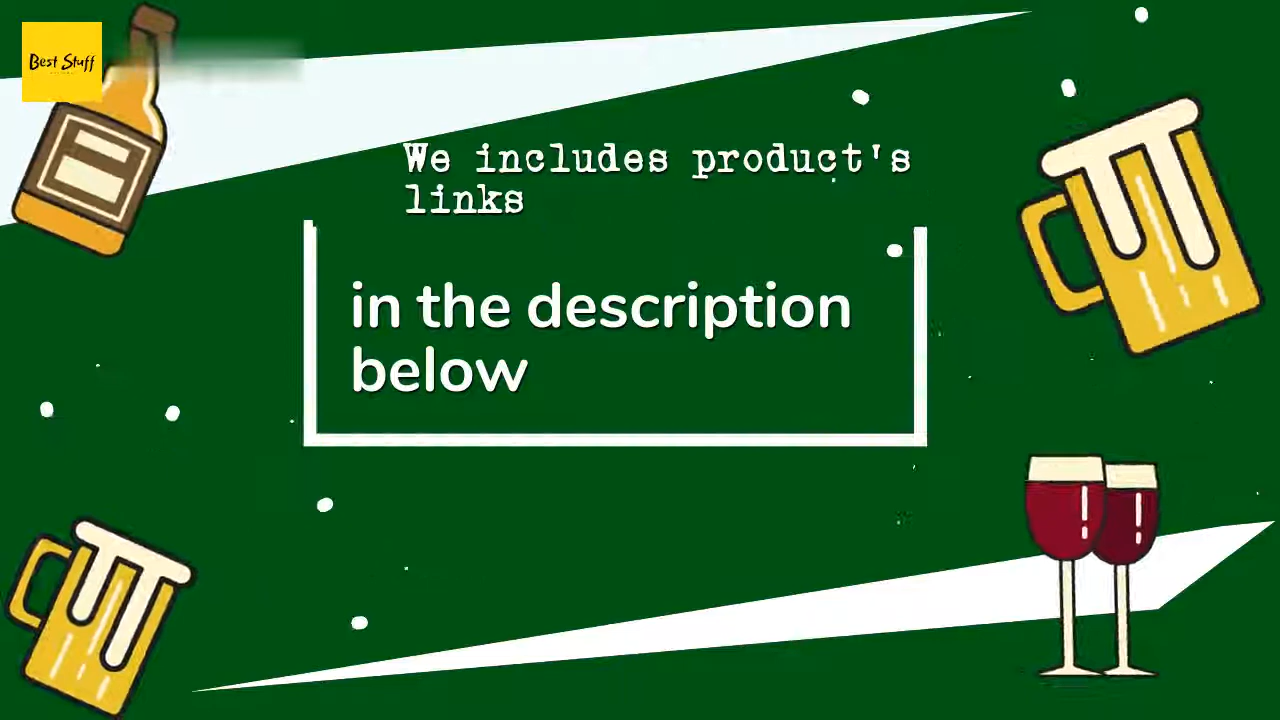 Best Stuff
We includes product's
links
in the description
below